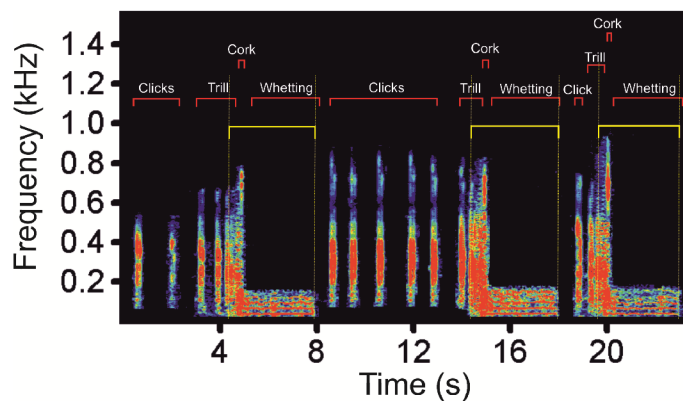 Cork
1.4
Cork
Cork
Trill
1.2
Clicks
Trill
Whetting
Clicks
Trill
Whetting
Click
Whetting
1.0
0.8
0.6
0.4
0.2
Frequency (kHz)
4
8
12
16
20
Time (s)